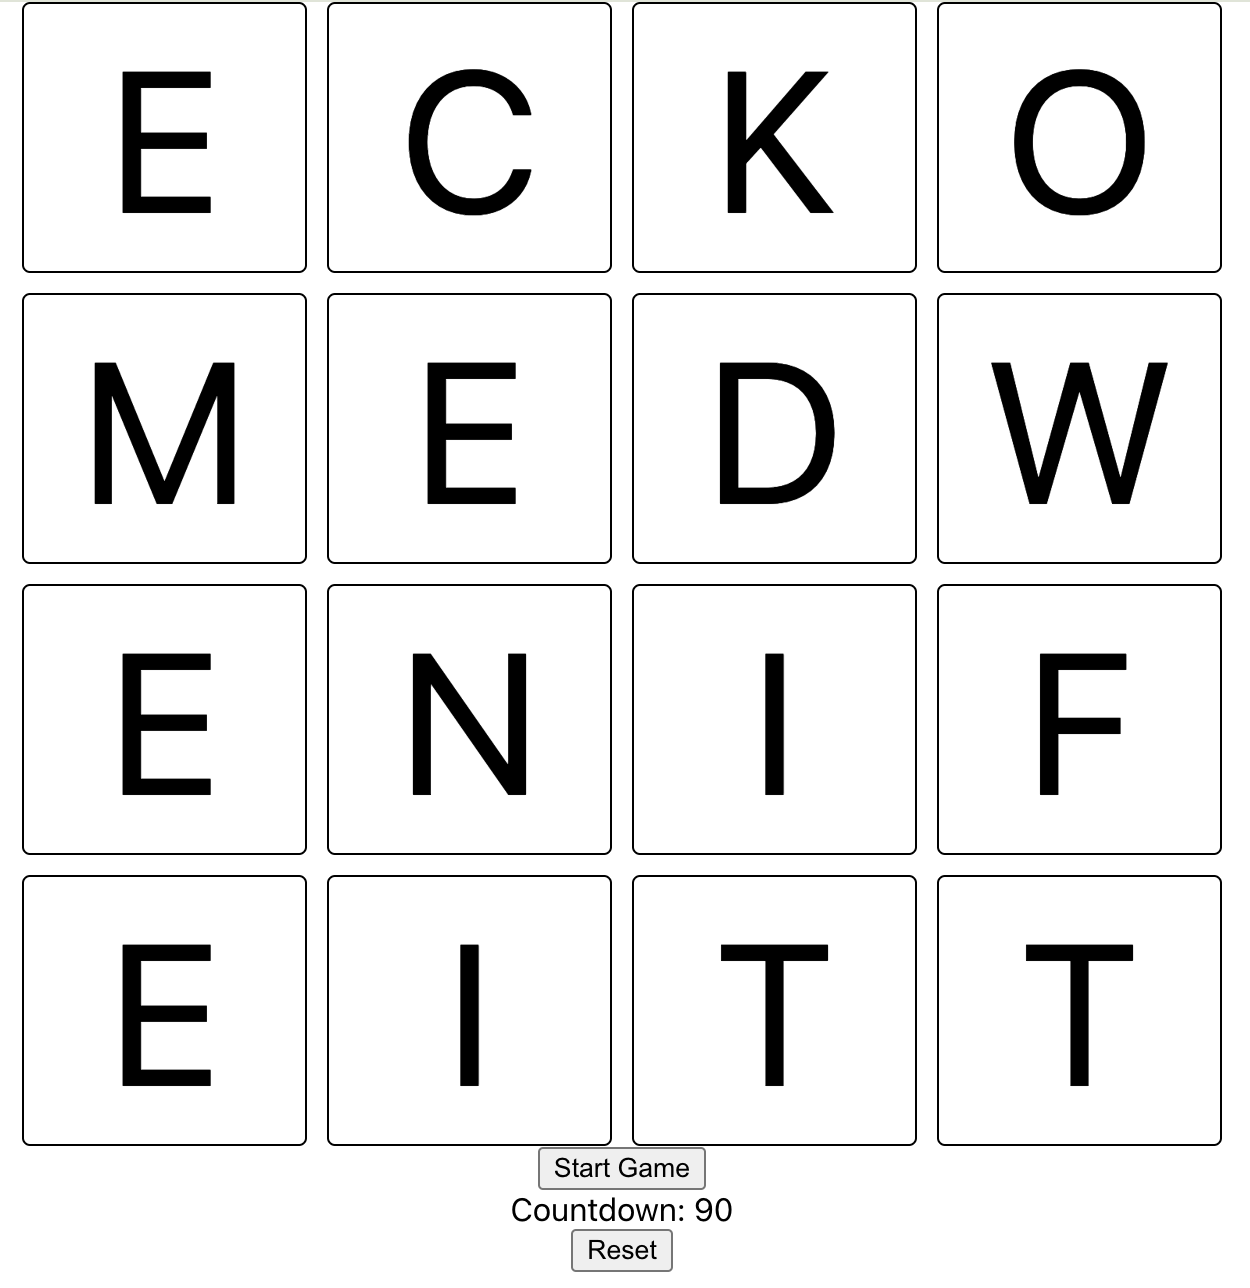 E C K O
M E D W
E N I F
E I T T
Start Game
Countdown: 90
Reset